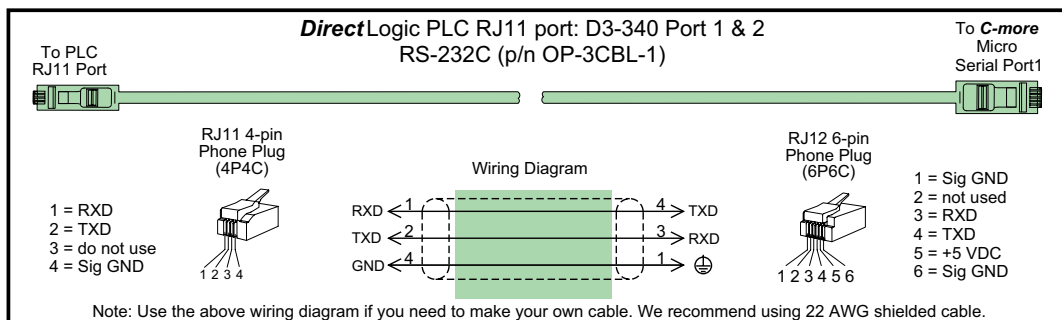 DirectLogic PLC RJ11 port: D3-340 Port 1 & 2
RS-232C (p/n OP-3CBL-1)
To PLC
RJ11 Port
To C-more
Micro
Serial Port1
RJ11 4-pin
Phone Plug
(4P4C)
1 = RXD
2 = TXD
3 = do not use
4 = Sig GND
1 2 3 4
Wiring Diagram
RXD 1 4 TXD
TXD 2 3 RXD
GND 4 1
RJ12 6-pin
Phone Plug
(6P6C)
1 2 3 4 5 6
1 = Sig GND
2 = not used
3 = RXD
4 = TXD
5 = +5 VDC
6 = Sig GND
Note: Use the above wiring diagram if you need to make your own cable. We recommend using 22 AWG shielded cable.